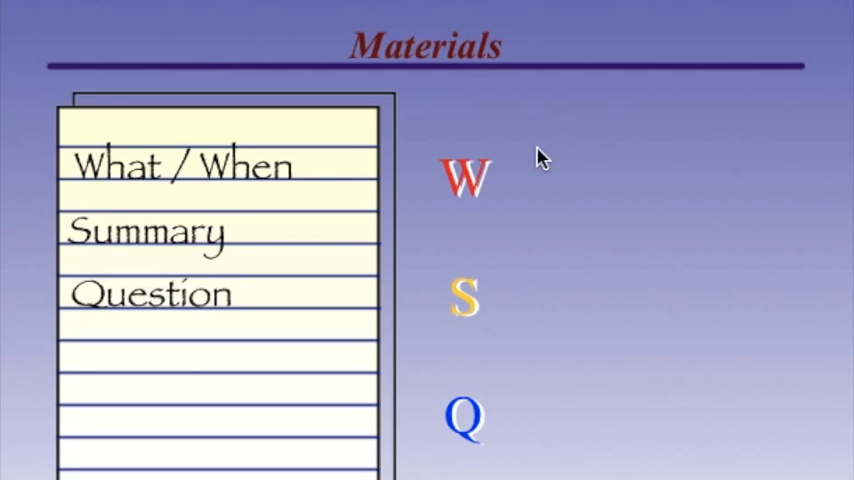 Materials
What / When
Summary
Question
W
S
Q